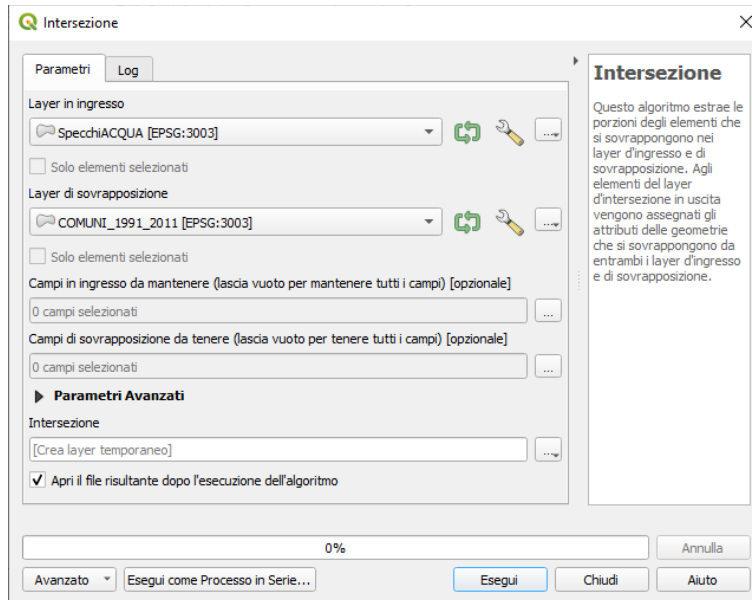 Intersezione
Parametri
Log
Layer in ingresso
SpecchiACQUA [EPSG:3003]
...
Solo elementi selezionati
Layer di sovrapposizione
COMUNI_1991_2011 [EPSG:3003]
...
Solo elementi selezionati
Campi in ingresso da mantenere (lascia vuoto per mantenere tutti i campi) [opzionale]
0 campi selezionati
...
Campi di sovrapposizione da tenere (lascia vuoto per tenere tutti i campi) [opzionale]
0 campi selezionati
...
Parametri Avanzati
Intersezione
[Crea layer temporaneo]
...
Apri il file risultante dopo l'esecuzione dell'algoritmo
Intersezione
Questo algoritmo estrae le
porzioni degli elementi che
si sovrappongono nei
layer d'ingresso e di
sovrapposizione. Agli
elementi del layer
d'intersezione in uscita
vengono assegnati gli
attributi delle geometrie
che si sovrappongono da
entrambi i layer d'ingresso
e di sovrapposizione.
0%
Annulla
Avanzato
Esegui come Processo in Serie...
Esegui
Chiudi
Aiuto